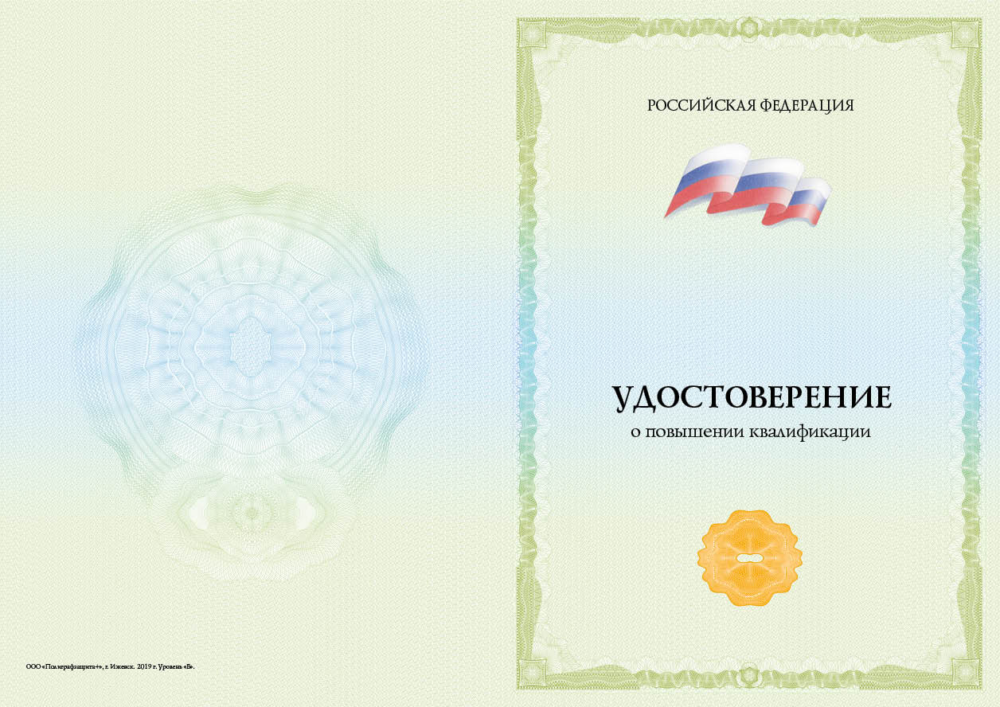 РОССИЙСКАЯ ФЕДЕРАЦИЯ
УДОСТОВЕРЕНИЕ
о повышении квалификации
ООО «Полиграфзащита+», г. Ижевск. 2019 г. Уровень «Б».